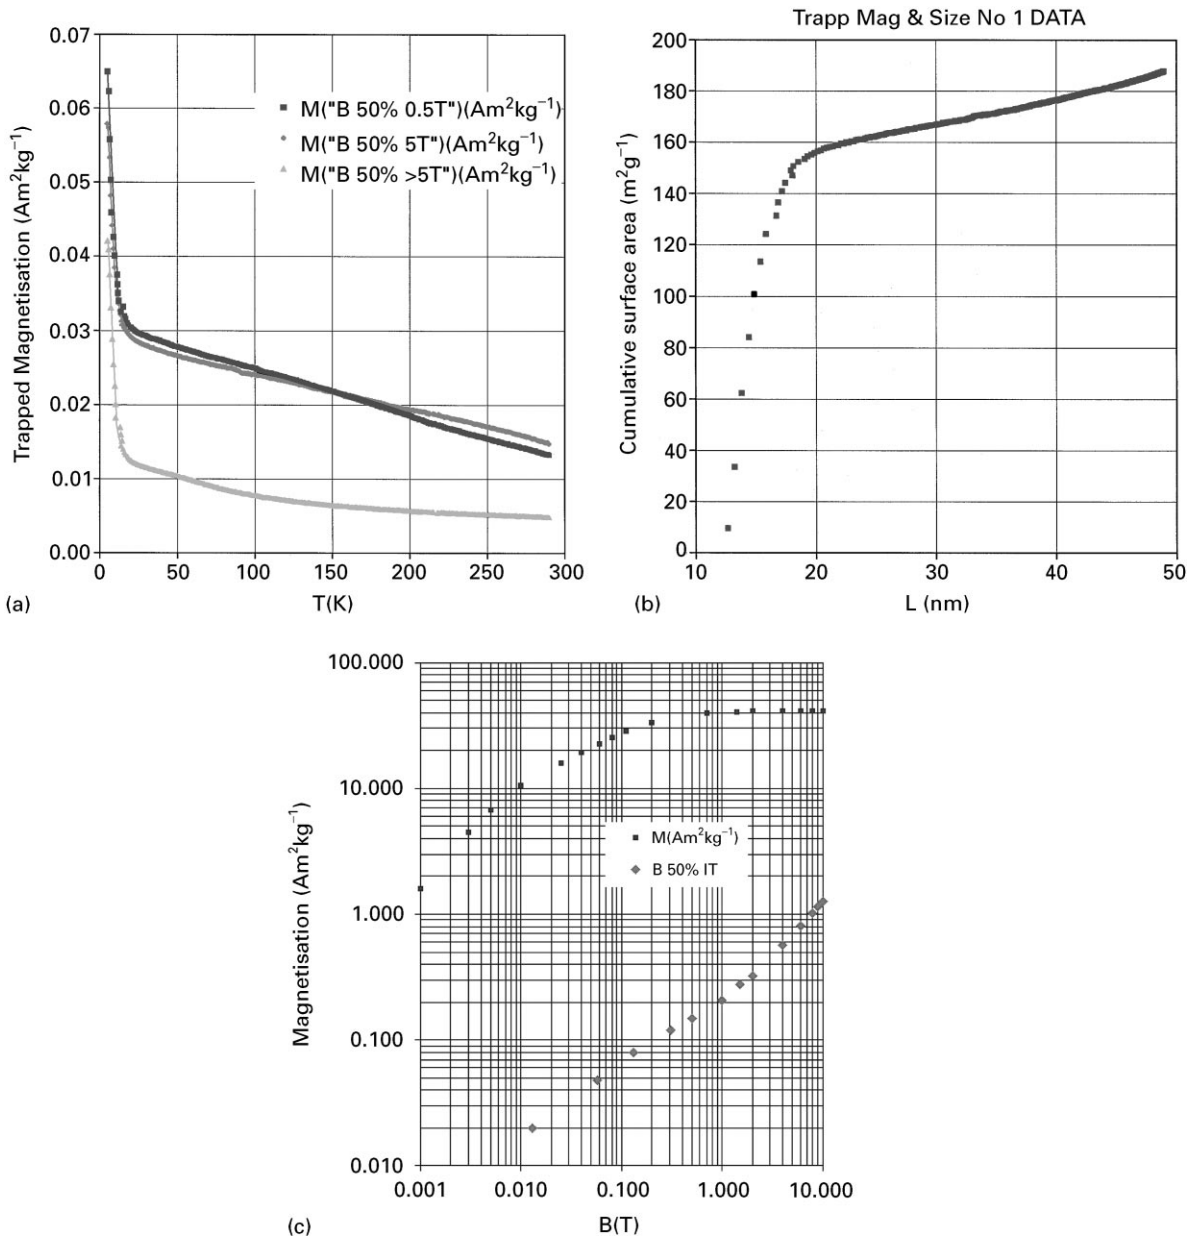 Trapped Magnetisation (Am²kg⁻¹)
0.07
0.06
0.05
0.04
0.03
0.02
0.01
0.00
M("B 50% 0.5T")(Am²kg⁻¹)
M("B 50% 5T")(Am²kg⁻¹)
M("B 50% >5T")(Am²kg⁻¹)
0 50 100 150 200 250 300
(a)
T(K)
Trapp Mag & Size No 1 DATA
Cumulative surface area (m²g⁻¹)
200
180
160
140
120
100
80
60
40
20
0
10 20 30 40 50
(b)
L (nm)
Magnetisation (Am²kg⁻¹)
100.000
10.000
1.000
0.100
0.010
M(Am²kg⁻¹)
B 50% IT
0.001 0.010 0.100 1.000 10.000
(c)
B(T)